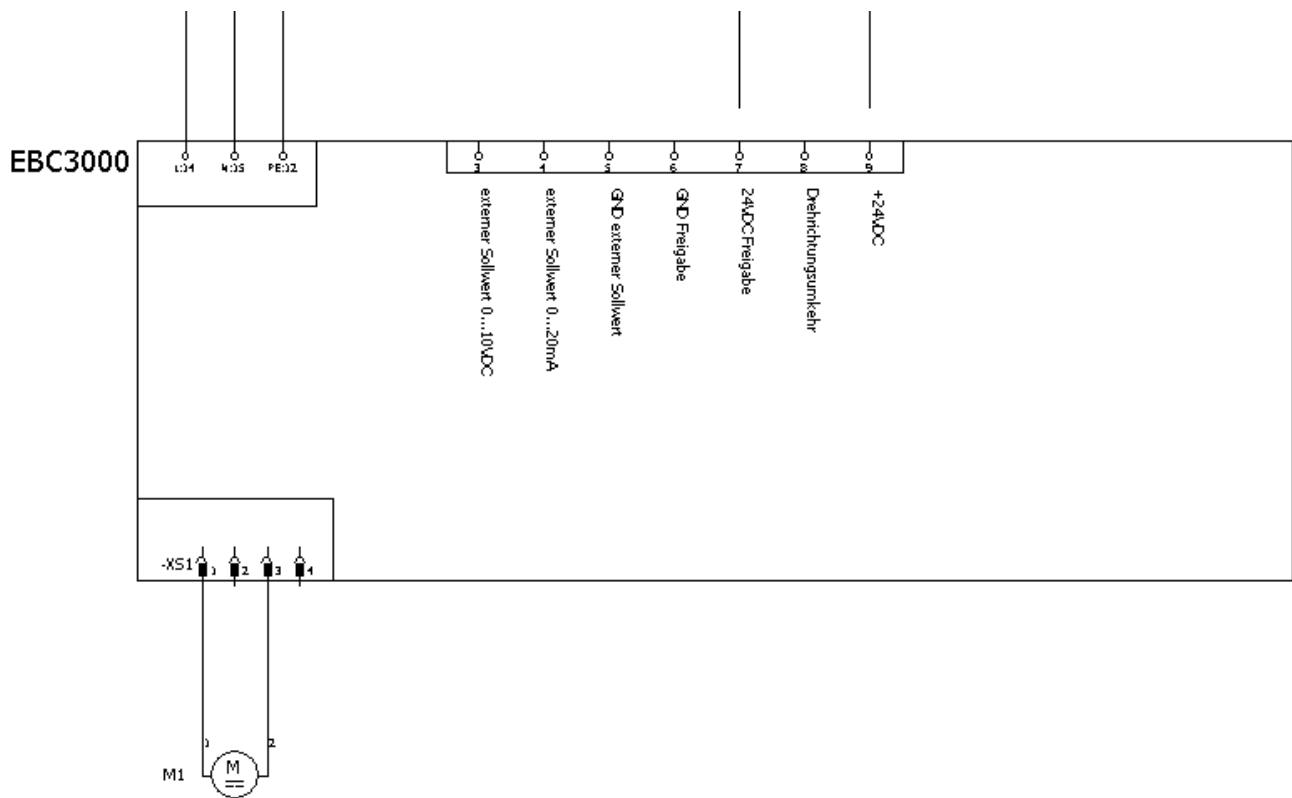 EBC3000
L:34 N:35 PE:32
3 4 5 6 7 8 9
externer Sollwert 0...10VDC
externer Sollwert 0...20mA
GND externer Sollwert
GND Freigabe
24VDC Freigabe
Drehrichtungsumkehr
+24VDC
-XS1 1 2 3 4
1 2
M1 M